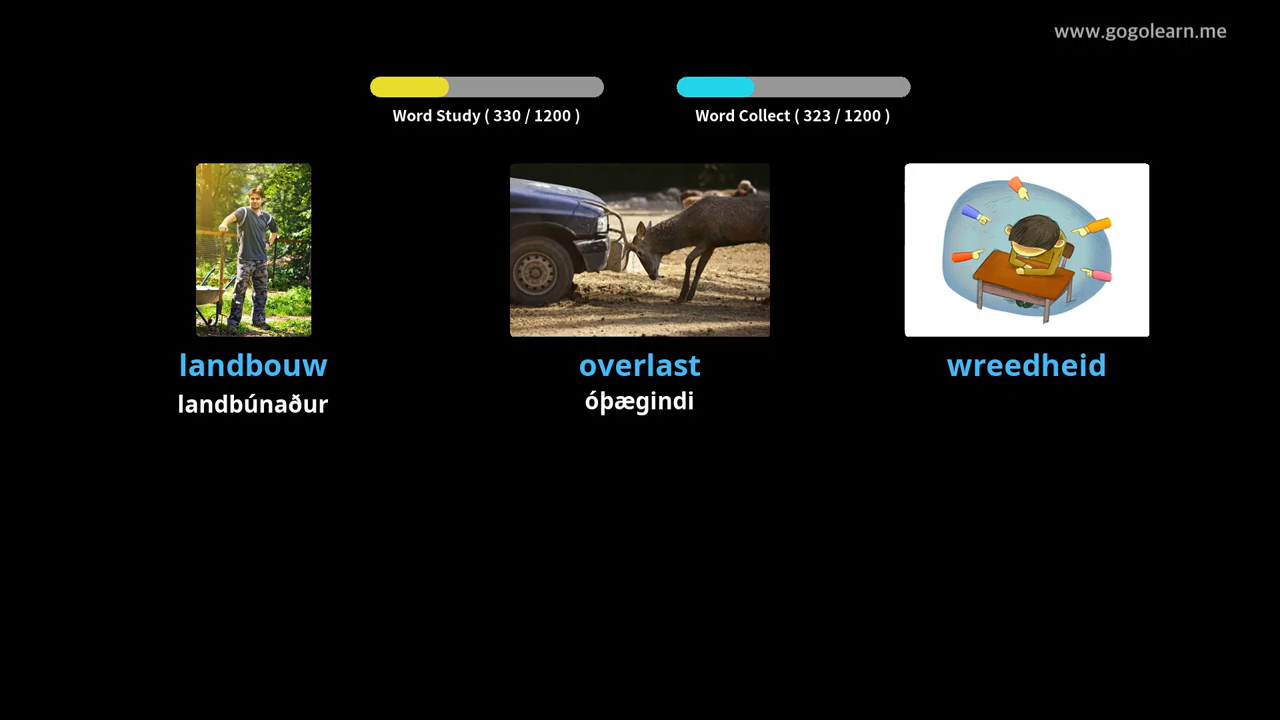 www.gogolearn.me
Word Study ( 330 / 1200 )
Word Collect ( 323 / 1200 )
landbouw
overlast
wreedheid
landbúnaður
óþægindi